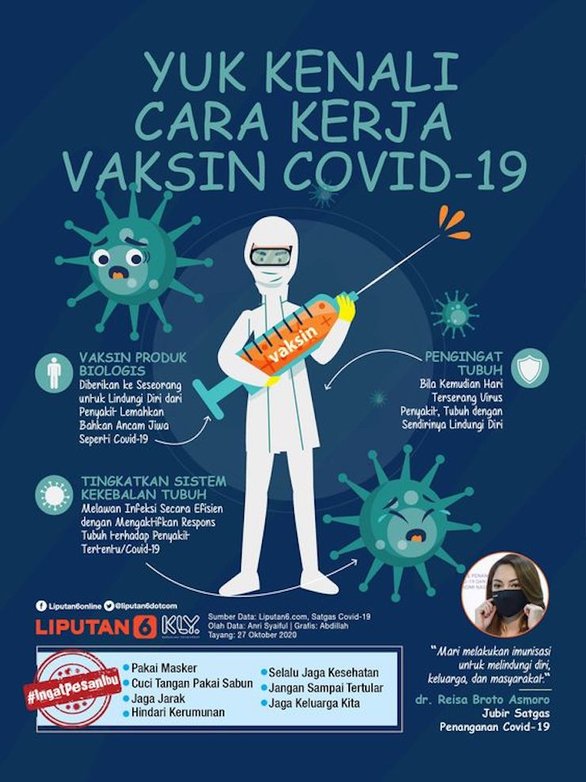 YUK KENALI
CARA KERJA
VAKSIN COVID-19
vaksin
VAKSIN PRODUK
BIOLOGIS
Diberikan ke Seseorang
untuk Lindungi Diri dari
Penyakit Lemahkan
Bahkan Ancam Jiwa
Seperti Covid-19
PENGINGAT
TUBUH
Bila Kemudian Hari
Terserang Virus
Penyakit, Tubuh dengan
Sendirinya Lindungi Diri
TINGKATKAN SISTEM
KEKEBALAN TUBUH
Melawan Infeksi Secara Efisien
dengan Mengaktifkan Respons
Tubuh terhadap Penyakit
Tertentu/Covid-19
Liputan6online @liputan6dotcom
LIPUTAN 6 KLY.
Sumber Data: Liputan6.com, Satgas Covid-19
Olah Data: Anri Syaiful | Grafis: Abdillah
Tayang: 27 Oktober 2020
"Mari melakukan imunisasi
untuk melindungi diri,
keluarga, dan masyarakat."
dr. Reisa Broto Asmoro
Jubir Satgas
Penanganan Covid-19
#IngatPesanIbu
• Pakai Masker
• Cuci Tangan Pakai Sabun
• Jaga Jarak
• Hindari Kerumunan
• Selalu Jaga Kesehatan
• Jangan Sampai Tertular
• Jaga Keluarga Kita